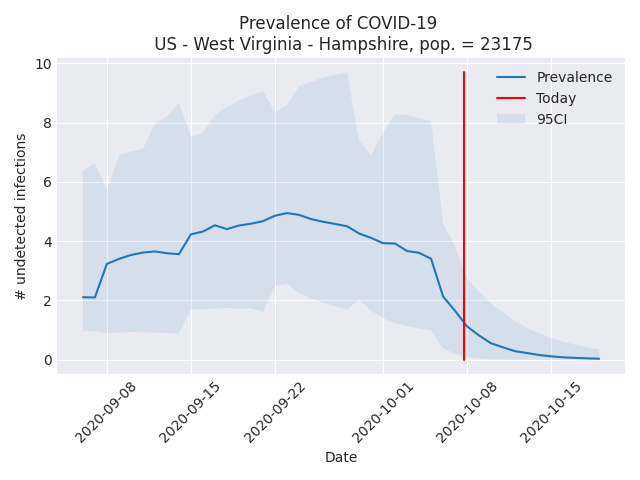 Prevalence of COVID-19
US - West Virginia - Hampshire, pop. = 23175
Prevalence
Today
95CI
# undetected infections
10
8
6
4
2
0
2020-09-08
2020-09-15
2020-09-22
2020-10-01
2020-10-08
2020-10-15
Date